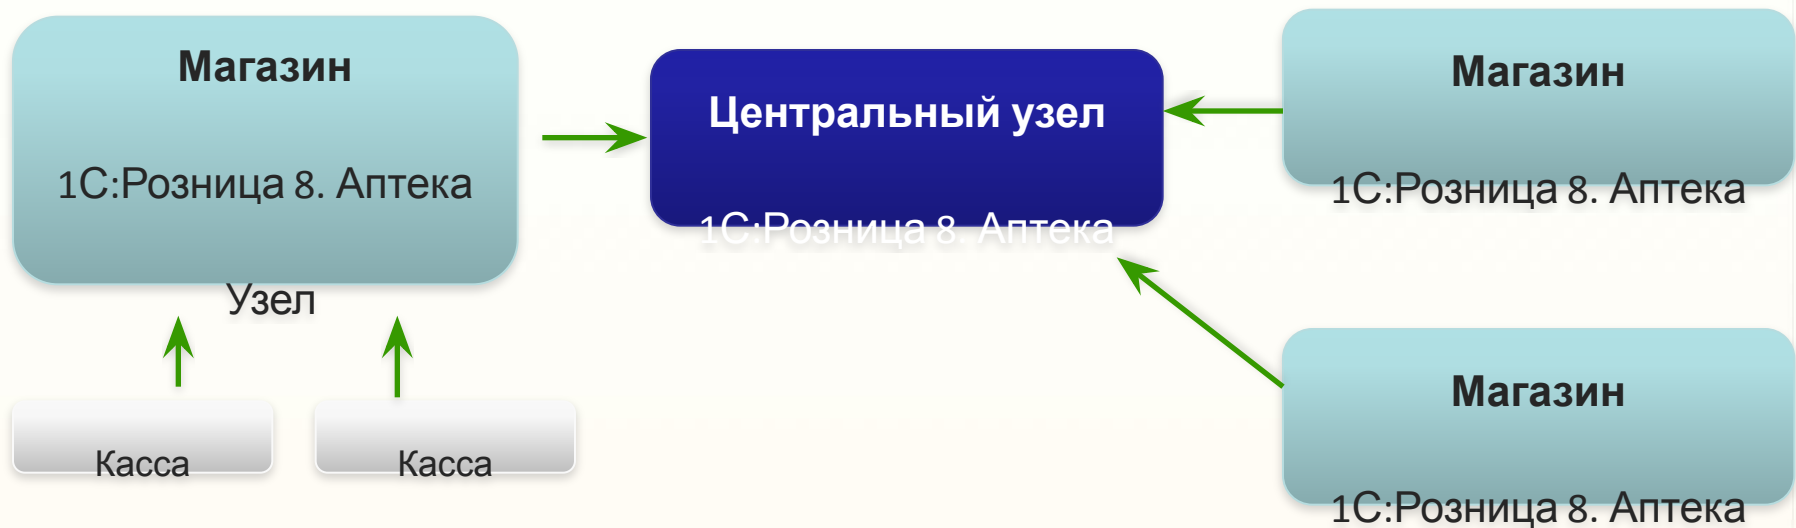 Магазин
1С:Розница 8. Аптека
Узел
Касса
Касса
Центральный узел
1С:Розница 8. Аптека
Магазин
1С:Розница 8. Аптека
Магазин
1С:Розница 8. Аптека